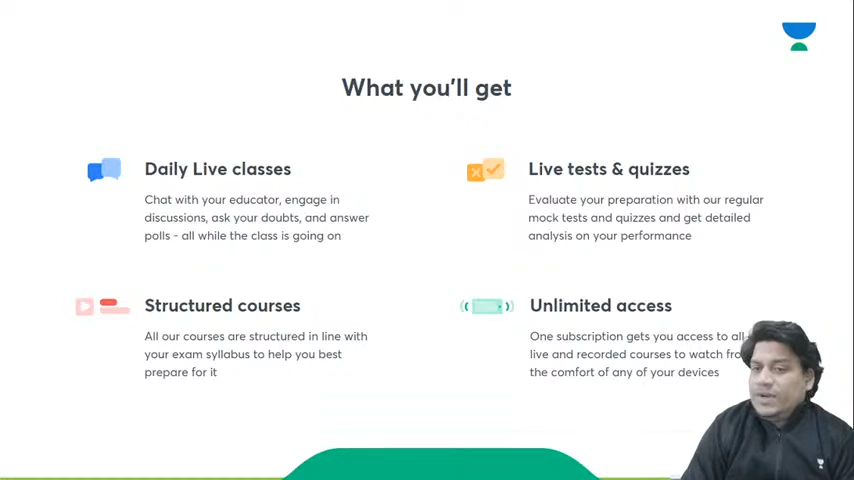 What you'll get
Daily Live classes
Chat with your educator, engage in
discussions, ask your doubts, and answer
polls - all while the class is going on
Live tests & quizzes
Evaluate your preparation with our regular
mock tests and quizzes and get detailed
analysis on your performance
Structured courses
All our courses are structured in line with
your exam syllabus to help you best
prepare for it
Unlimited access
One subscription gets you access to all
live and recorded courses to watch from
the comfort of any of your devices